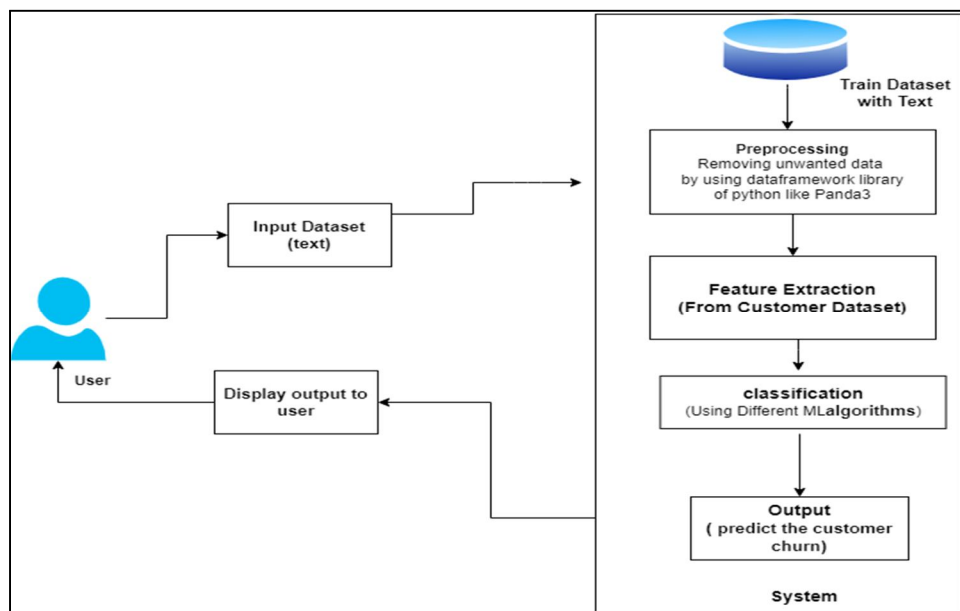 Train Dataset
with Text
Preprocessing
Removing unwanted data
by using dataframework library
of python like Panda3
Input Dataset
(text)
Feature Extraction
(From Customer Dataset)
User
Display output to
user
classification
(Using Different MLalgorithms)
Output
( predict the customer
churn)
System